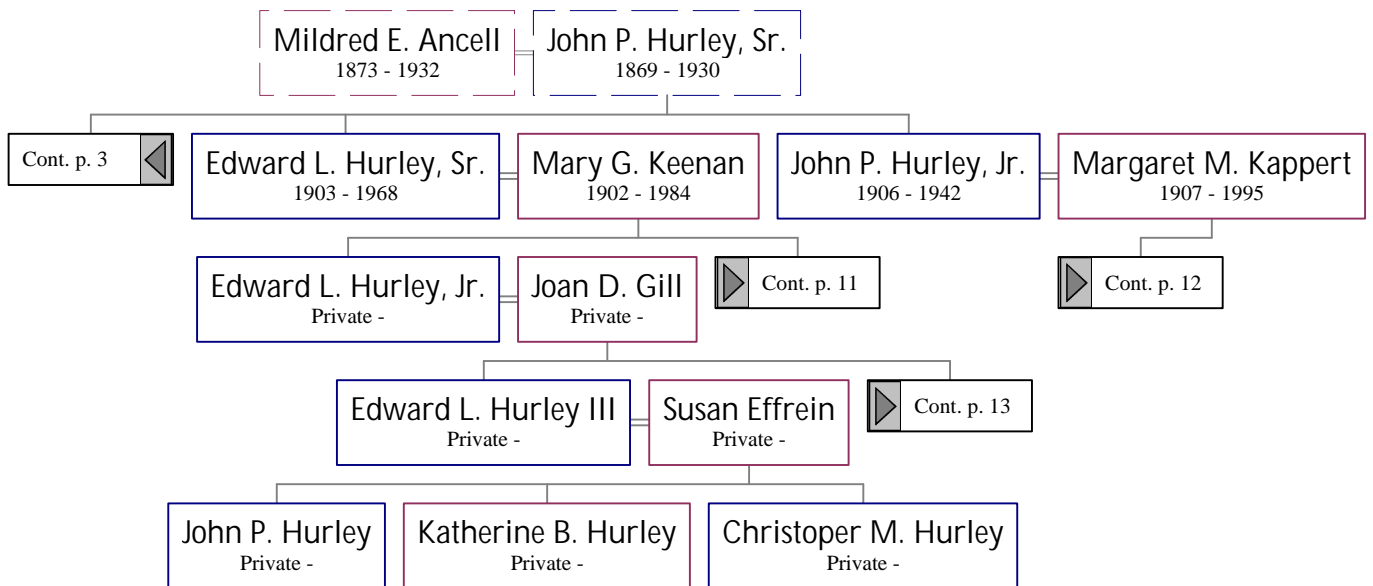 Mildred E. Ancell
1873 - 1932
John P. Hurley, Sr.
1869 - 1930
Cont. p. 3
Edward L. Hurley, Sr.
1903 - 1968
Mary G. Keenan
1902 - 1984
John P. Hurley, Jr.
1906 - 1942
Margaret M. Kappert
1907 - 1995
Edward L. Hurley, Jr.
Private -
Joan D. Gill
Private -
Cont. p. 11
Cont. p. 12
Edward L. Hurley III
Private -
Susan Effrein
Private -
Cont. p. 13
John P. Hurley
Private -
Katherine B. Hurley
Private -
Christoper M. Hurley
Private -